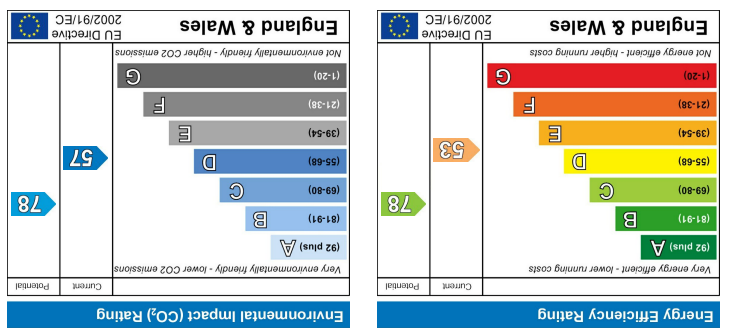 Energy Efficiency Rating
Current
Potential
Very energy efficient - lower running costs
(92 plus) A
(81-91) B
(69-80) C
(55-68) D
(39-54) E
(21-38) F
(1-20) G
53
78
Not energy efficient - higher running costs
England & Wales
EU Directive
2002/91/EC
Environmental Impact (CO₂) Rating
Current
Potential
Very environmentally friendly - lower CO2 emissions
(92 plus) A
(81-91) B
(69-80) C
(55-68) D
(39-54) E
(21-38) F
(1-20) G
57
78
Not environmentally friendly - higher CO2 emissions
England & Wales
EU Directive
2002/91/EC